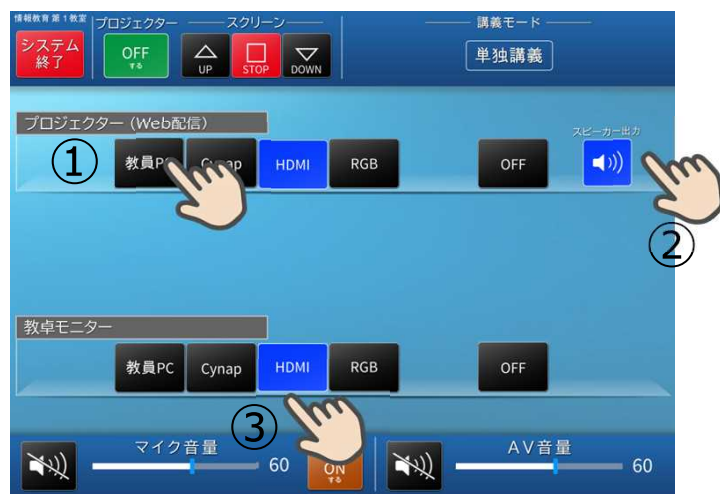 情報教育第1教室
プロジェクター
スクリーン
講義モード
システム
終了
OFF
する
UP
STOP
DOWN
単独講義
プロジェクター (Web配信)
スピーカー出力
①
教員PC
Cynap
HDMI
RGB
OFF
②
教卓モニター
教員PC
Cynap
HDMI
RGB
OFF
③
マイク音量
60
ON
する
AV音量
60